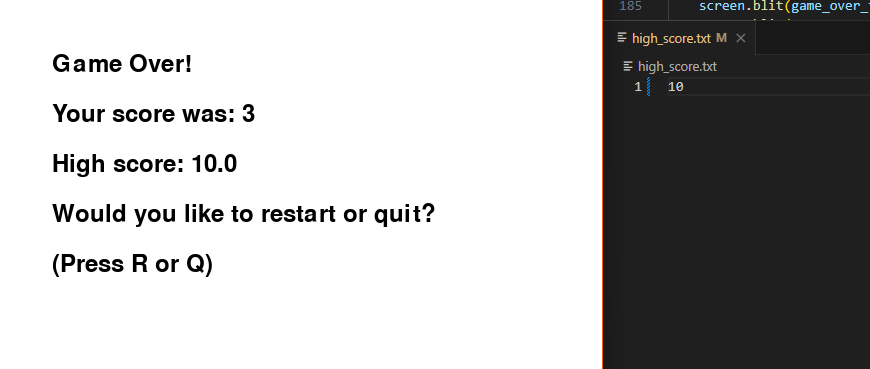 Game Over!
Your score was: 3
High score: 10.0
Would you like to restart or quit?
(Press R or Q)
185 screen.blit(game_over_
high_score.txt M
high_score.txt
1 10